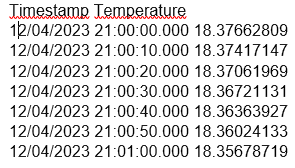 Timestamp Temperature
12/04/2023 21:00:00.000 18.37662809
12/04/2023 21:00:10.000 18.37417147
12/04/2023 21:00:20.000 18.37061969
12/04/2023 21:00:30.000 18.36721131
12/04/2023 21:00:40.000 18.36363927
12/04/2023 21:00:50.000 18.36024133
12/04/2023 21:01:00.000 18.35678719